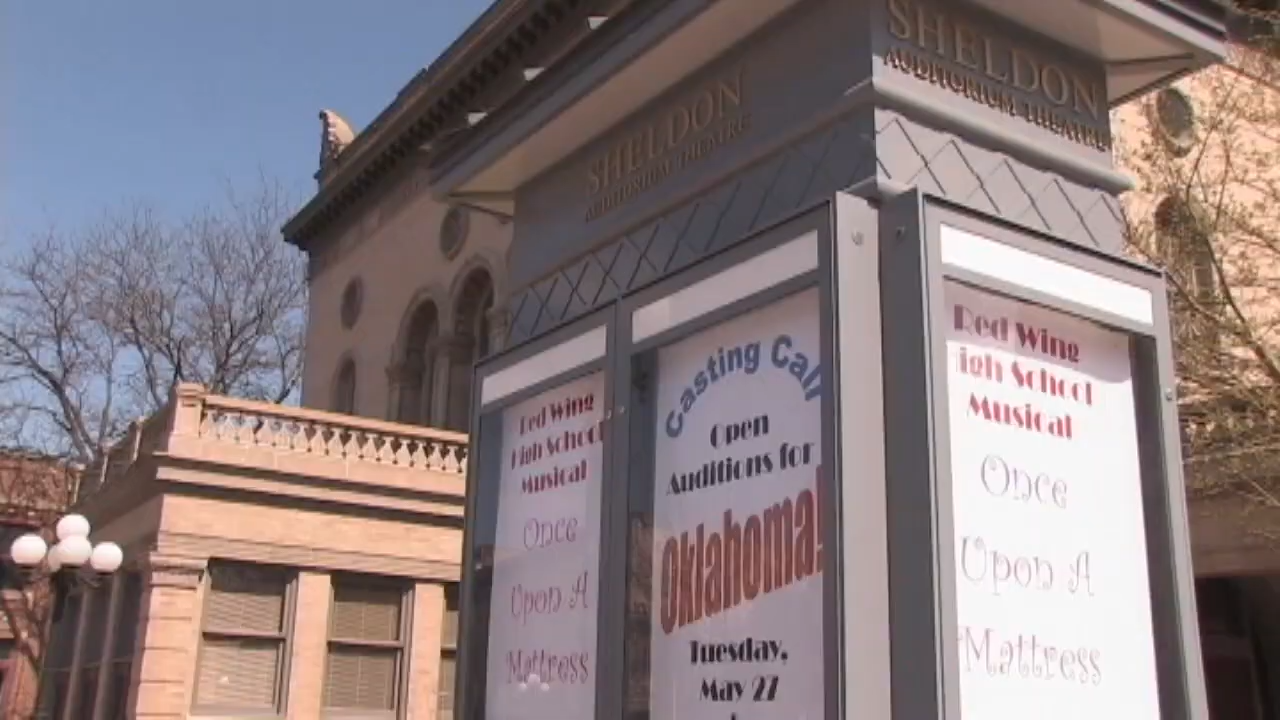 SHELDON
AUDITORIUM THEATRE
SHELDON
AUDITORIUM THEATRE
Red Wing
High School
Musical
Once
Upon A
Mattress
Casting Call
Open
Auditions for
Oklahoma!
Tuesday,
May 27
Red Wing
High School
Musical
Once
Upon A
Mattress